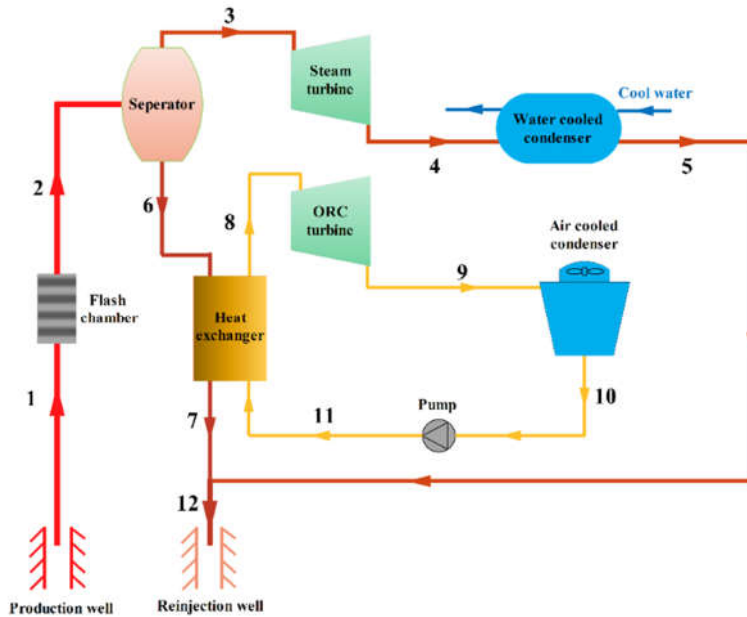 3
Steam
turbine
Seperator
Cool water
Water cooled
condenser
2
4
5
6
8
ORC
turbine
Air cooled
condenser
9
Flash
chamber
Heat
exchanger
1
7
11
Pump
10
12
Production well
Reinjection well